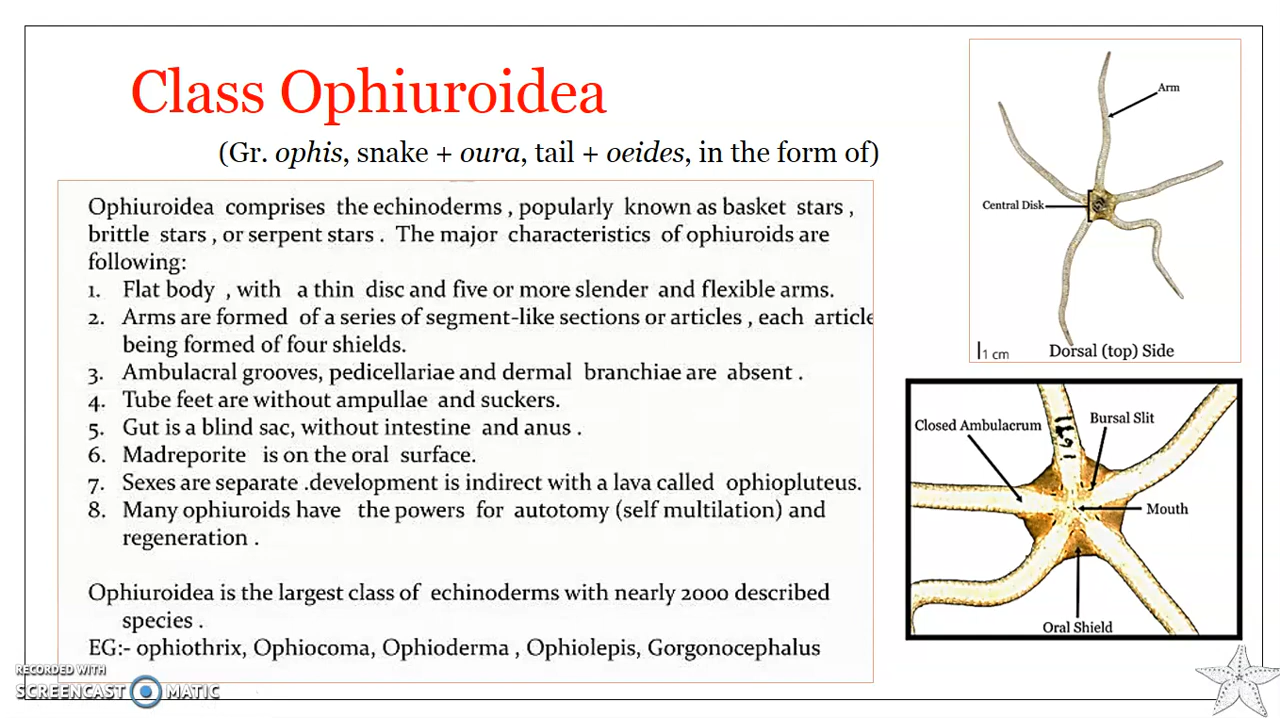 Class Ophiuroidea
(Gr. ophis, snake + oura, tail + oeides, in the form of)
Ophiuroidea comprises the echinoderms , popularly known as basket stars ,
brittle stars , or serpent stars . The major characteristics of ophiuroids are
following:
1. Flat body , with a thin disc and five or more slender and flexible arms.
2. Arms are formed of a series of segment-like sections or articles , each article
being formed of four shields.
3. Ambulacral grooves, pedicellariae and dermal branchiae are absent .
4. Tube feet are without ampullae and suckers.
5. Gut is a blind sac, without intestine and anus .
6. Madreporite is on the oral surface.
7. Sexes are separate .development is indirect with a lava called ophiopluteus.
8. Many ophiuroids have the powers for autotomy (self multilation) and
regeneration .
Ophiuroidea is the largest class of echinoderms with nearly 2000 described
species .
EG:- ophiothrix, Ophiocoma, Ophioderma , Ophiolepis, Gorgonocephalus
Arm
Central Disk
1 cm
Dorsal (top) Side
Closed Ambulacrum
Bursal Slit
1691
Mouth
Oral Shield
RECORDED WITH
SCREENCAST MATIC